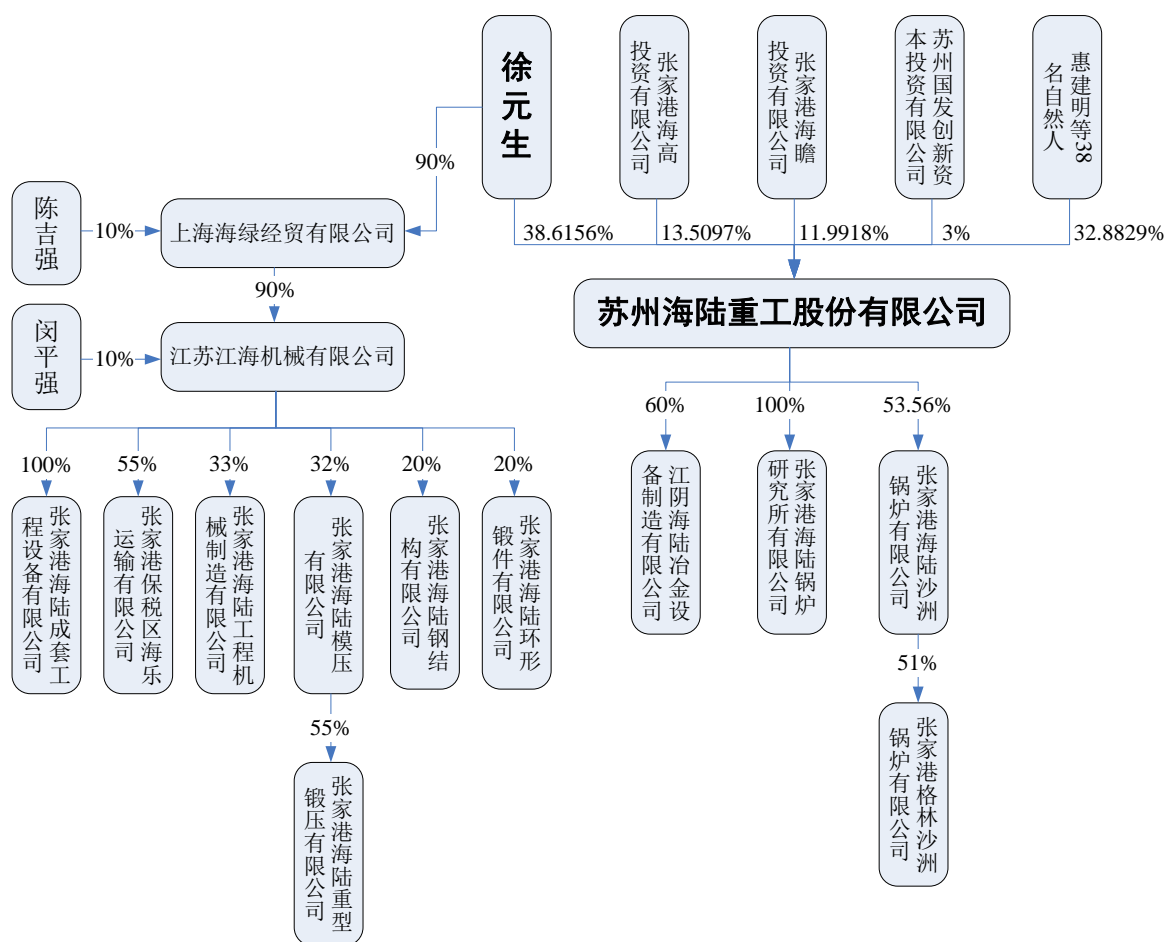 徐元生
张家港海高
投资有限公司
张家港海瞻
投资有限公司
苏州国发创新资
本投资有限公司
惠建明等38
名自然人
90%
陈吉强
10%
上海海绿经贸有限公司
38.6156%
13.5097%
11.9918%
3%
32.8829%
90%
苏州海陆重工股份有限公司
闵平强
10%
江苏江海机械有限公司
60%
100%
53.56%
100%
55%
33%
32%
20%
20%
江阴海陆冶金设
备制造有限公司
张家港海陆锅炉
研究所有限公司
张家港海陆沙洲
锅炉有限公司
张家港海陆成套工
程设备有限公司
张家港保税区海乐
运输有限公司
张家港海陆工程机
械制造有限公司
张家港海陆模压
有限公司
张家港海陆钢结
构有限公司
张家港海陆环形
锻件有限公司
51%
55%
张家港格林沙洲
锅炉有限公司
张家港海陆重型
锻压有限公司